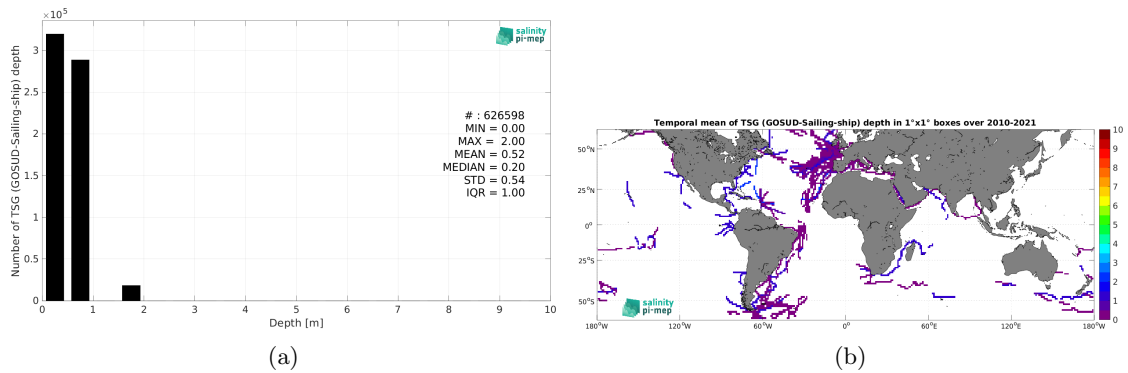 ×10⁵
Number of TSG (GOSUD-Sailing-ship) depth
3
2.5
2
1.5
1
0.5
0
0 1 2 3 4 5 6 7 8 9 10
Depth [m]
salinity
pi-mep
# : 626598
MIN = 0.00
MAX = 2.00
MEAN = 0.52
MEDIAN = 0.20
STD = 0.54
IQR = 1.00
(a)
Temporal mean of TSG (GOSUD-Sailing-ship) depth in 1°x1° boxes over 2010-2021
50°N
25°N
0°
25°S
50°S
180°W 120°W 60°W 0° 60°E 120°E 180°W
salinity
pi-mep
10
9
8
7
6
5
4
3
2
1
0
(b)